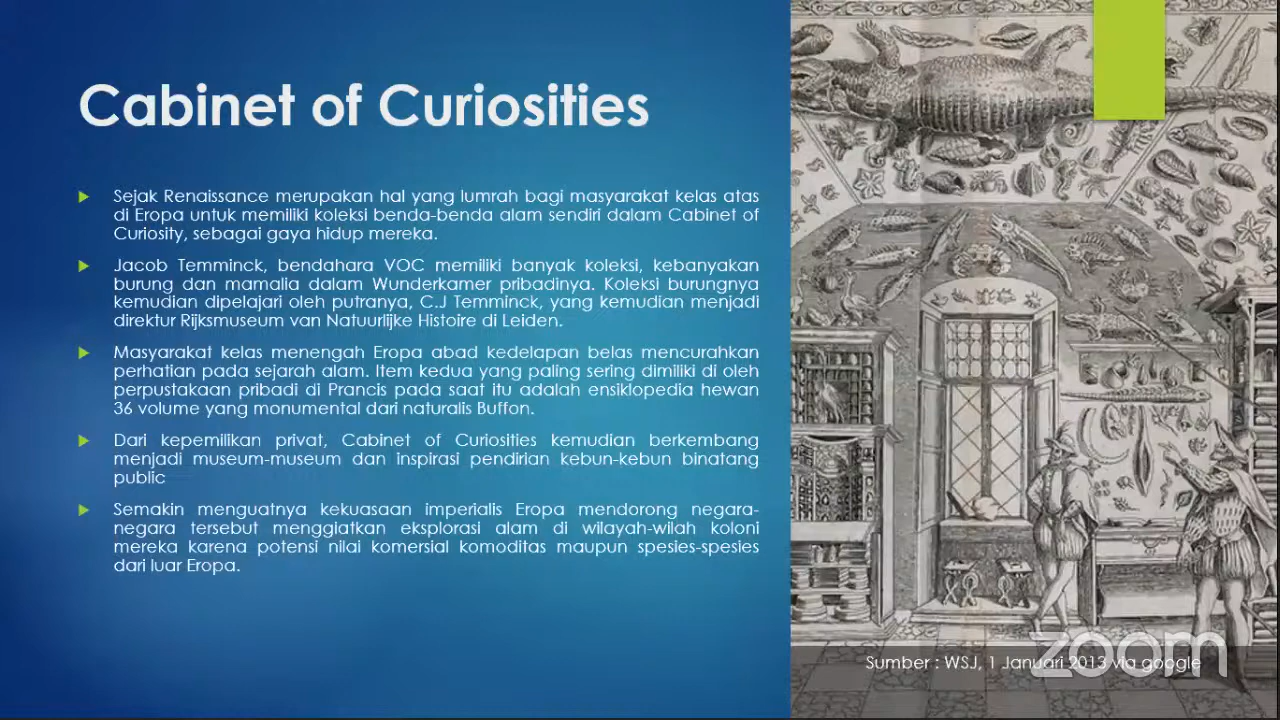 Cabinet of Curiosities
Sejak Renaissance merupakan hal yang lumrah bagi masyarakat kelas atas
di Eropa untuk memiliki koleksi benda-benda alam sendiri dalam Cabinet of
Curiosity, sebagai gaya hidup mereka.
Jacob Temminck, bendahara VOC memiliki banyak koleksi, kebanyakan
burung dan mamalia dalam Wunderkamer pribadinya. Koleksi burungnya
kemudian dipelajari oleh putranya, C.J Temminck, yang kemudian menjadi
direktur Rijksmuseum van Natuurlijke Histoire di Leiden.
Masyarakat kelas menengah Eropa abad kedelapan belas mencurahkan
perhatian pada sejarah alam. Item kedua yang paling sering dimiliki di oleh
perpustakaan pribadi di Prancis pada saat itu adalah ensiklopedia hewan
36 volume yang monumental dari naturalis Buffon.
Dari kepemilikan privat, Cabinet of Curiosities kemudian berkembang
menjadi museum-museum dan inspirasi pendirian kebun-kebun binatang
public
Semakin menguatnya kekuasaan imperialis Eropa mendorong negara-
negara tersebut menggiatkan eksplorasi alam di wilayah-wilah koloni
mereka karena potensi nilai komersial komoditas maupun spesies-spesies
dari luar Eropa.
Sumber : WSJ, 1 Januari 2013 via google
zoom